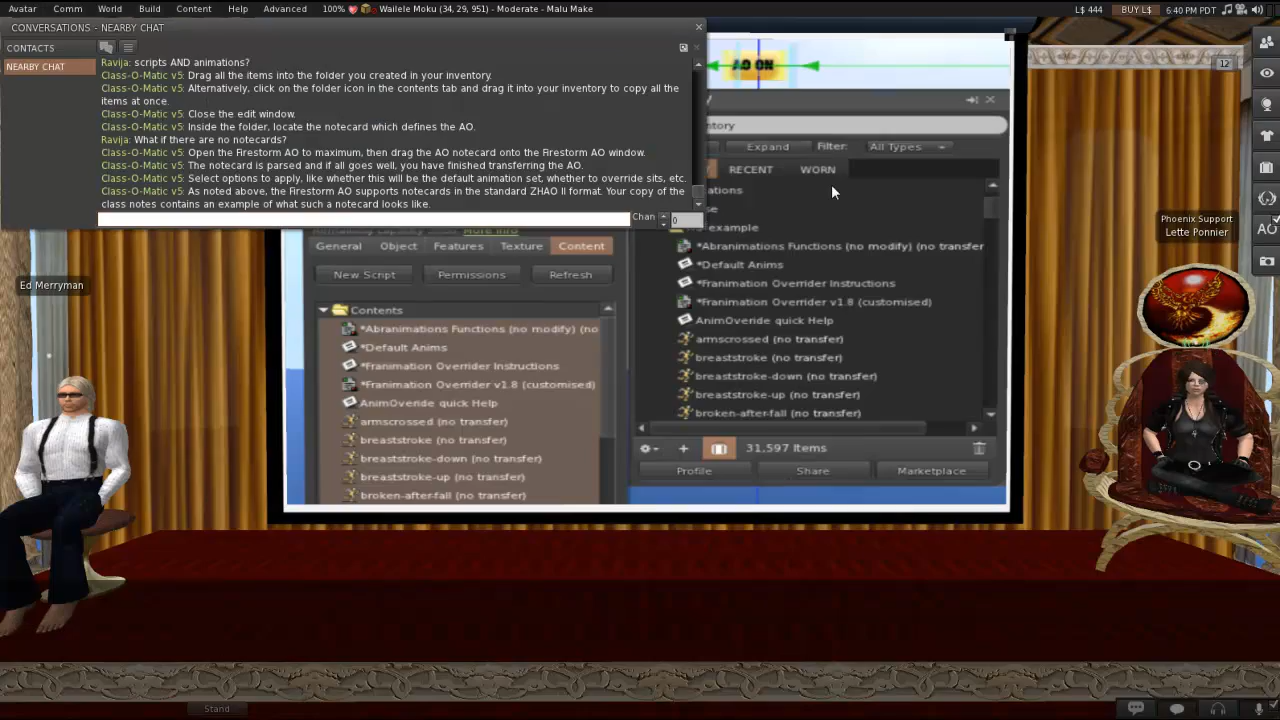 Avatar Comm World Build Content Help Advanced 100% Wailele Moku (34, 29, 951) - Moderate - Malu Make L$ 444 BUY L$ 6:40 PM PDT
CONVERSATIONS - NEARBY CHAT
CONTACTS
NEARBY CHAT
Ravija: scripts AND animations?
Class-O-Matic v5: Drag all the items into the folder you created in your inventory.
Class-O-Matic v5: Alternatively, click on the folder icon in the contents tab and drag it into your inventory to copy all the
items at once.
Class-O-Matic v5: Close the edit window.
Class-O-Matic v5: Inside the folder, locate the notecard which defines the AO.
Ravija: What if there are no notecards?
Class-O-Matic v5: Open the Firestorm AO to maximum, then drag the AO notecard onto the Firestorm AO window.
Class-O-Matic v5: The notecard is parsed and if all goes well, you have finished transferring the AO.
Class-O-Matic v5: Select options to apply, like whether this will be the default animation set, whether to override sits, etc.
Class-O-Matic v5: As noted above, the Firestorm AO supports notecards in the standard ZHAO II format. Your copy of the
class notes contains an example of what such a notecard looks like.
Chan 0
AO ON
12
ntory
Expand Filter: All Types
RECENT WORN
ations
se
example
*Abranimations Functions (no modify) (no transfer
*Default Anims
*Franimation Overrider Instructions
*Franimation Overrider v1.8 (customised)
AnimOveride quick Help
armscrossed (no transfer)
breaststroke (no transfer)
breaststroke-down (no transfer)
breaststroke-up (no transfer)
broken-after-fall (no transfer)
31,597 Items
Profile Share Marketplace
More Info
General Object Features Texture Content
New Script Permissions Refresh
Contents
*Abranimations Functions (no modify) (no
*Default Anims
*Franimation Overrider Instructions
*Franimation Overrider v1.8 (customised)
AnimOveride quick Help
armscrossed (no transfer)
breaststroke (no transfer)
breaststroke-down (no transfer)
breaststroke-up (no transfer)
broken-after-fall (no transfer)
Ed Merryman
Phoenix Support
Lette Ponnier
AO
Stand